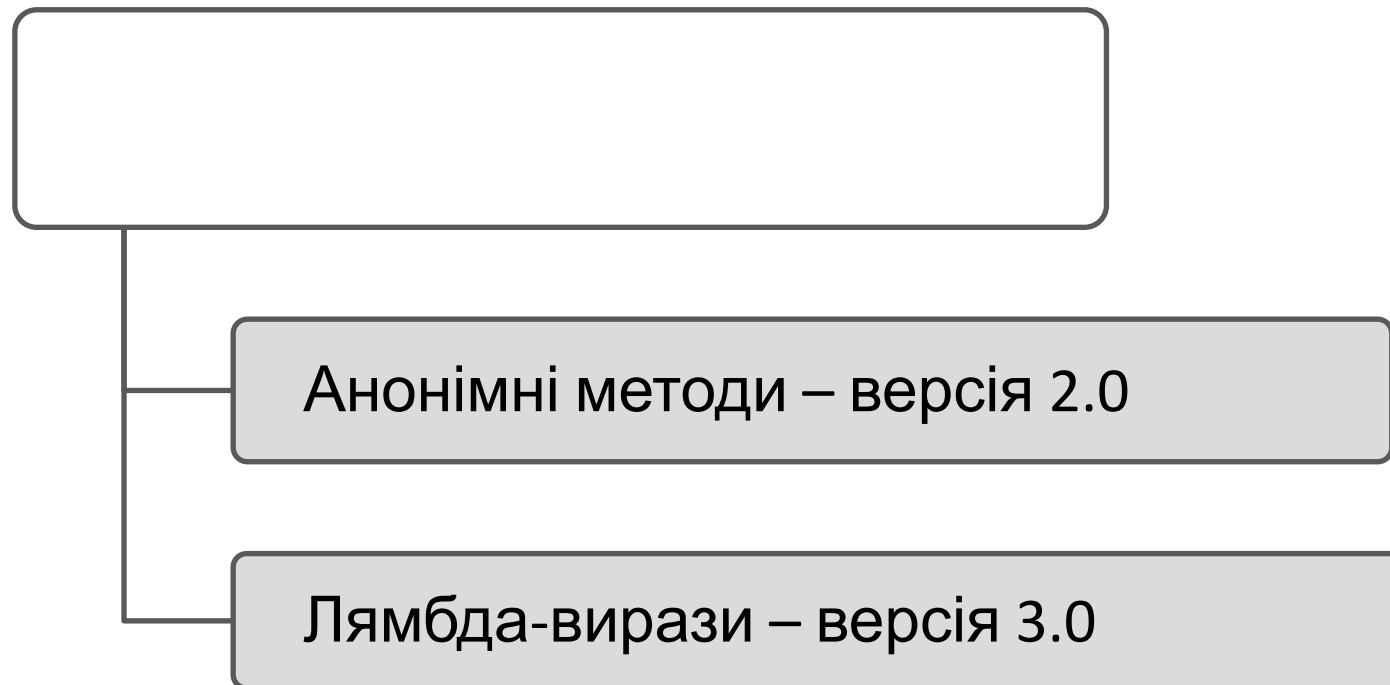 Анонімні методи – версія 2.0
Лямбда-вирази – версія 3.0